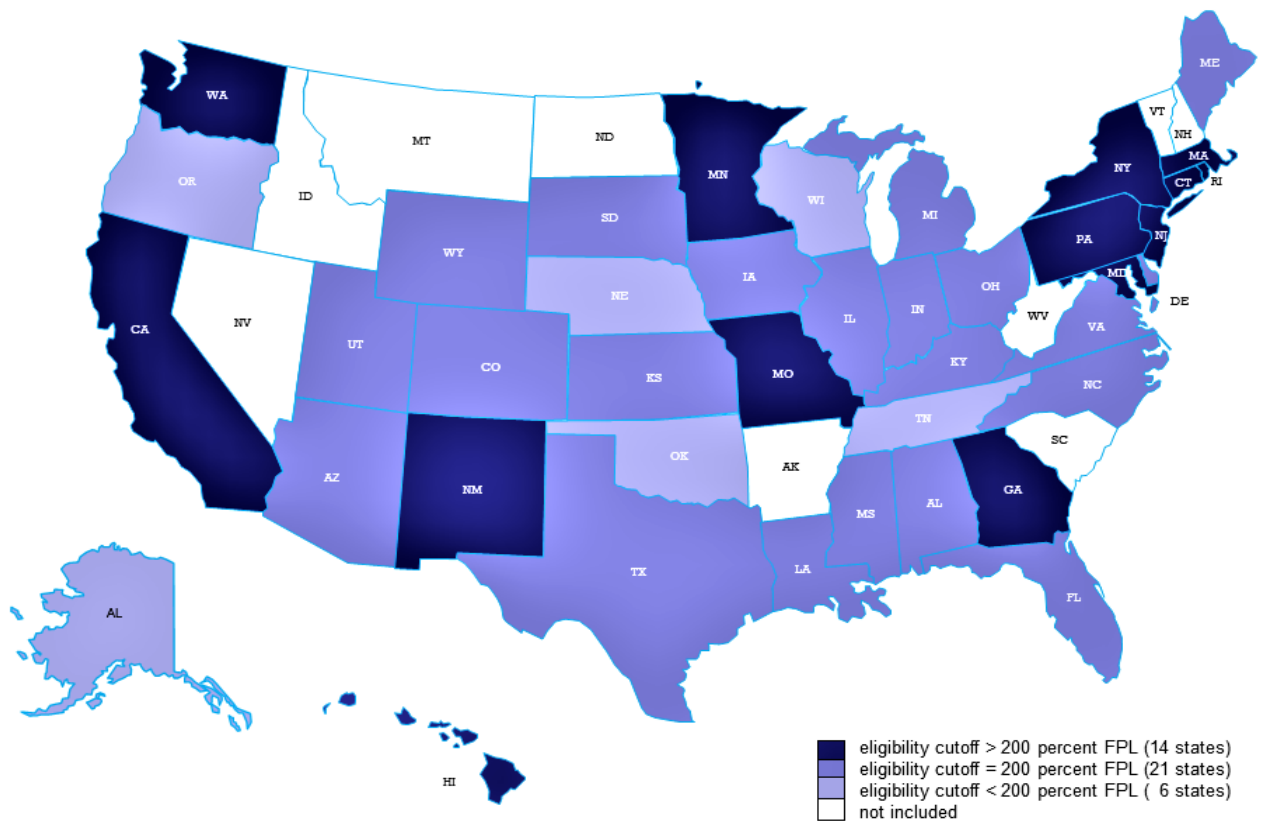 ME
WA
VT
NH
MT
ND
MA
NY
MN
CT
RI
OR
ID
WI
SD
MI
NJ
PA
WY
MD
IA
OH
NE
DE
IN
NV
CA
UT
IL
WV
VA
CO
KY
KS
MO
NC
TN
SC
OK
AK
AZ
NM
GA
AL
MS
TX
LA
FL
AL
HI
eligibility cutoff > 200 percent FPL (14 states)
eligibility cutoff = 200 percent FPL (21 states)
eligibility cutoff < 200 percent FPL ( 6 states)
not included